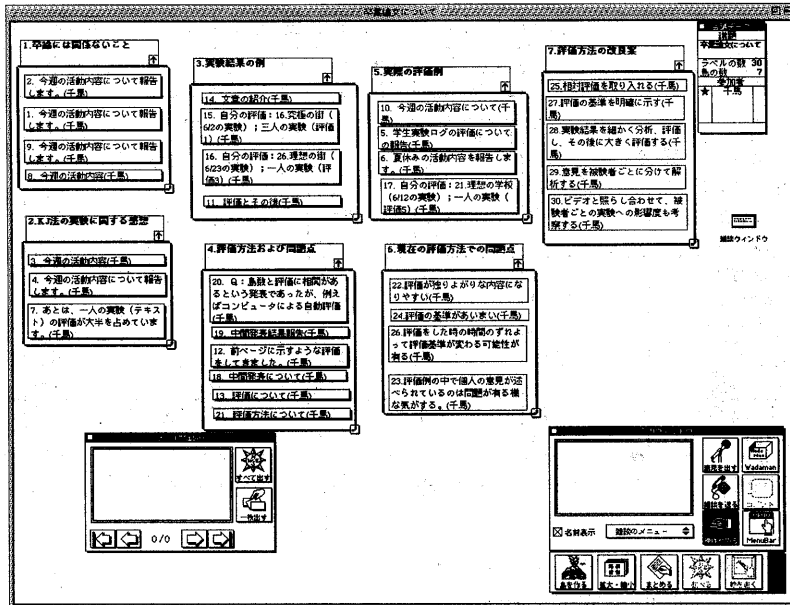 卒業論文について
1.卒論には関係ないこと
2. 今週の活動内容について報告
します。(千馬)
1. 今週の活動内容について報告
します。(千馬)
9. 今週の活動内容について報告
します。(千馬)
8. 今週の活動内容(千馬)
2.KJ法の実験に関する感想
3. 今週の活動内容(千馬)
4. 今週の活動内容について報告
します。(千馬)
7. あとは、一人の実験(テキス
ト)の評価が大半を占めていま
す。(千馬)
3.実験結果の例
14. 文章の紹介(千馬)
15. 自分の評価:16.究極の街(
6/2の実験);三人の実験(評価
1)(千馬)
16. 自分の評価:26.理想の街(
6/23の実験);一人の実験(評
価3)(千馬)
11. 評価とその後(千馬)
4.評価方法および問題点
20. Q:島数と評価に相関があ
るという発表であったが、例え
ばコンピュータによる自動評価
(千馬)
19. 中間発表結果報告(千馬)
12. 前ページに示すような評価
をしてきました。(千馬)
18. 中間発表について(千馬)
13. 評価について(千馬)
21. 評価方法について(千馬)
5.実際の評価例
10. 今週の活動内容について(千
馬)
5. 学生実験ログの評価について
の報告(千馬)
6. 夏休みの活動内容を報告しま
す。(千馬)
17. 自分の評価:21.理想の学校
(6/12の実験);一人の実験(
評価5)(千馬)
6.現在の評価方法での問題点
22.評価が独りよがりな内容にな
りやすい(千馬)
24.評価の基準があいまい(千馬)
26.評価をした時の時間のずれよ
って評価基準が変わる可能性が
有る(千馬)
23.評価例の中で個人の意見が述
べられているのは問題が有る様
な気がする。(千馬)
7.評価方法の改良案
25.相対評価を取り入れる(千馬)
27.評価の基準を明確に示す(千
馬)
28.実験結果を細かく分析、評価
し、その後に大きく評価する(千
馬)
29.意見を被験者ごとに分けて解
析する(千馬)
30.ビデオと照らし合わせて、被
験者ごとの実験への影響度も考
察する(千馬)
議題
卒業論文について
ラベルの数 30
島の数 7
参加者
★ 千馬
雑談ウィンドウ
すべて出す
一枚出す
0/0
意見を出す
Wadaman
雑談を送る
コメント
MenuBar
名前表示
雑談のメニュー
島を作る
拡大・縮小
まとめる